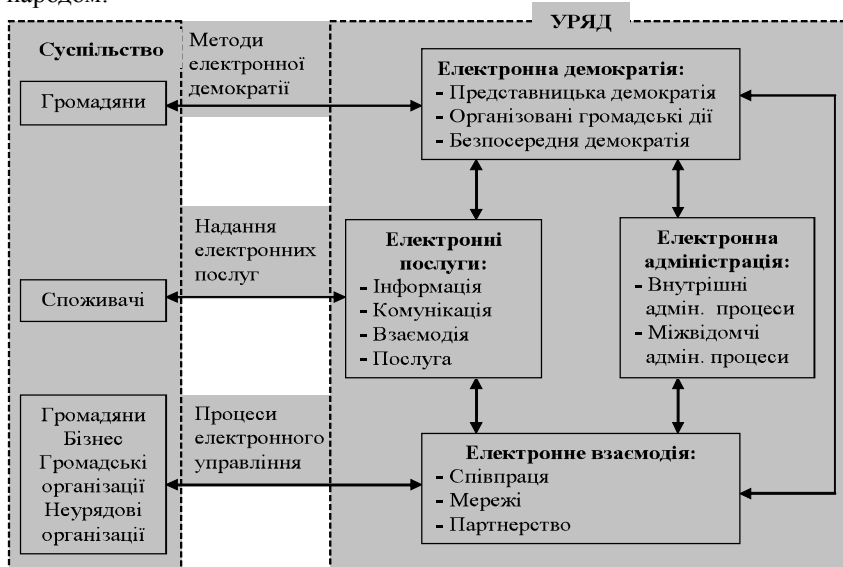 народом.
УРЯД
Суспільство
Методи
електронної
демократії
Електронна демократія:
- Представницька демократія
- Організовані громадські дії
- Безпосередня демократія
Громадяни
Надання
електронних
послуг
Електронні
послуги:
- Інформація
- Комунікація
- Взаємодія
- Послуга
Електронна
адміністрація:
- Внутрішні
адмін. процеси
- Міжвідомчі
адмін. процеси
Споживачі
Громадяни
Бізнес
Громадські
організації
Неурядові
організації
Процеси
електронного
управління
Електронне взаємодія:
- Співпраця
- Мережі
- Партнерство